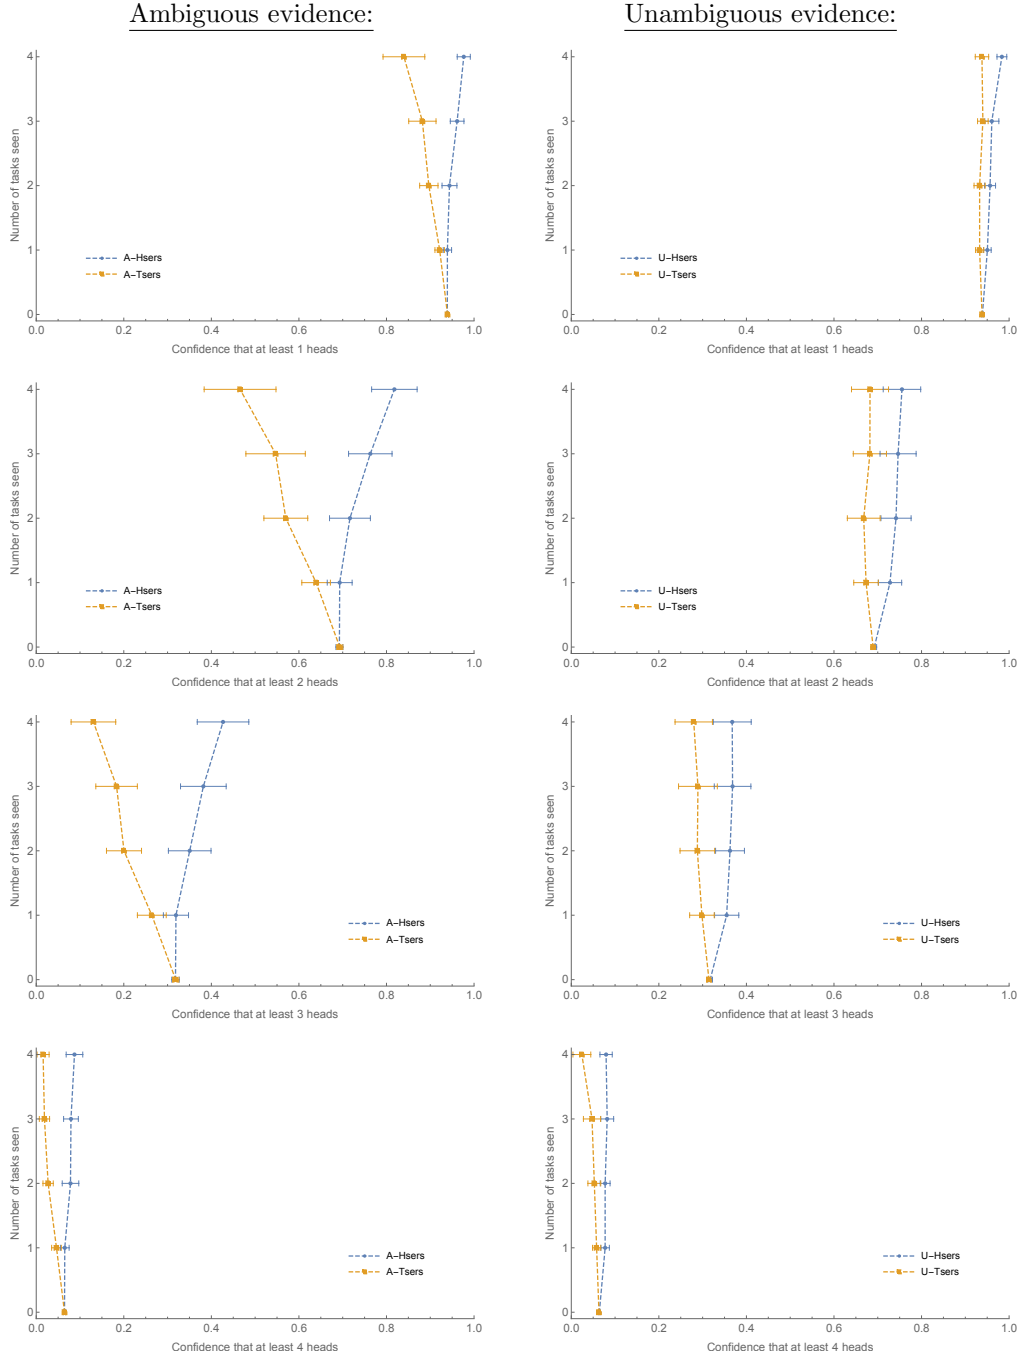 Ambiguous evidence:
Unambiguous evidence:
Number of tasks seen
4
3
2
1
0
A-Hsers
A-Tsers
0.0 0.2 0.4 0.6 0.8 1.0
Confidence that at least 1 heads
Number of tasks seen
4
3
2
1
0
U-Hsers
U-Tsers
0.0 0.2 0.4 0.6 0.8 1.0
Confidence that at least 1 heads
Number of tasks seen
4
3
2
1
0
A-Hsers
A-Tsers
0.0 0.2 0.4 0.6 0.8 1.0
Confidence that at least 2 heads
Number of tasks seen
4
3
2
1
0
U-Hsers
U-Tsers
0.0 0.2 0.4 0.6 0.8 1.0
Confidence that at least 2 heads
Number of tasks seen
4
3
2
1
0
A-Hsers
A-Tsers
0.0 0.2 0.4 0.6 0.8 1.0
Confidence that at least 3 heads
Number of tasks seen
4
3
2
1
0
U-Hsers
U-Tsers
0.0 0.2 0.4 0.6 0.8 1.0
Confidence that at least 3 heads
Number of tasks seen
4
3
2
1
0
A-Hsers
A-Tsers
0.0 0.2 0.4 0.6 0.8 1.0
Confidence that at least 4 heads
Number of tasks seen
4
3
2
1
0
U-Hsers
U-Tsers
0.0 0.2 0.4 0.6 0.8 1.0
Confidence that at least 4 heads